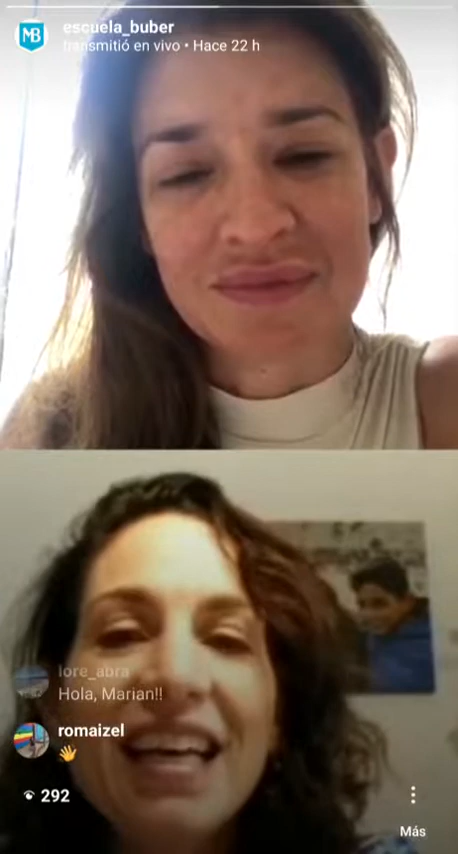 MB
escuela_buber
transmitió en vivo • Hace 22 h
lore_abra
Hola, Marian!!
romaizel
👋
292
Más